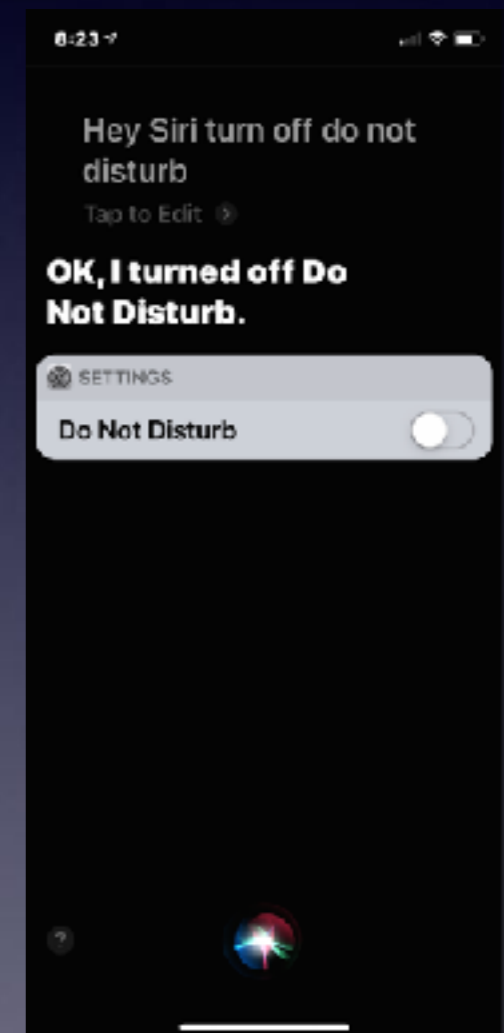 8:23
Hey Siri turn off do not
disturb
Tap to Edit
OK, I turned off Do
Not Disturb.
SETTINGS
Do Not Disturb
?